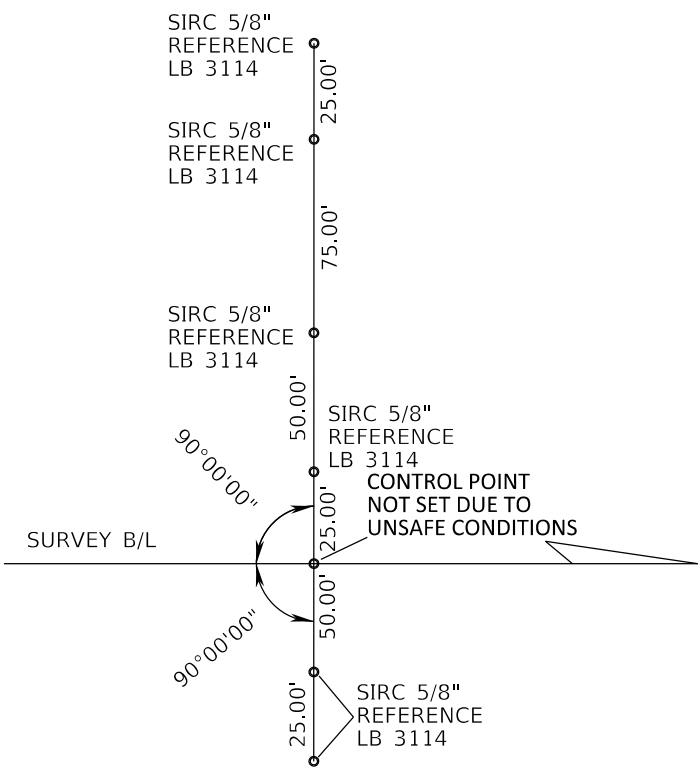 SIRC 5/8"
REFERENCE
LB 3114
25.00'
SIRC 5/8"
REFERENCE
LB 3114
75.00'
SIRC 5/8"
REFERENCE
LB 3114
50.00'
SIRC 5/8"
REFERENCE
LB 3114
90°00'00"
CONTROL POINT
NOT SET DUE TO
UNSAFE CONDITIONS
25.00'
SURVEY B/L
50.00'
90°00'00"
SIRC 5/8"
REFERENCE
LB 3114
25.00'